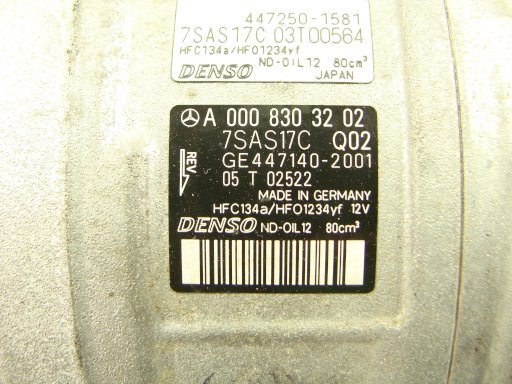 447250-1581
7SAS17C 03T00564
HFC134a/HFO1234yf
ND-OIL12 80cm³
DENSO JAPAN
A 000 830 32 02
7SAS17C Q02
REV
GE447140-2001
05 T 02522
MADE IN GERMANY
HFC134a/HFO1234yf 12V
DENSO ND-OIL12 80cm³